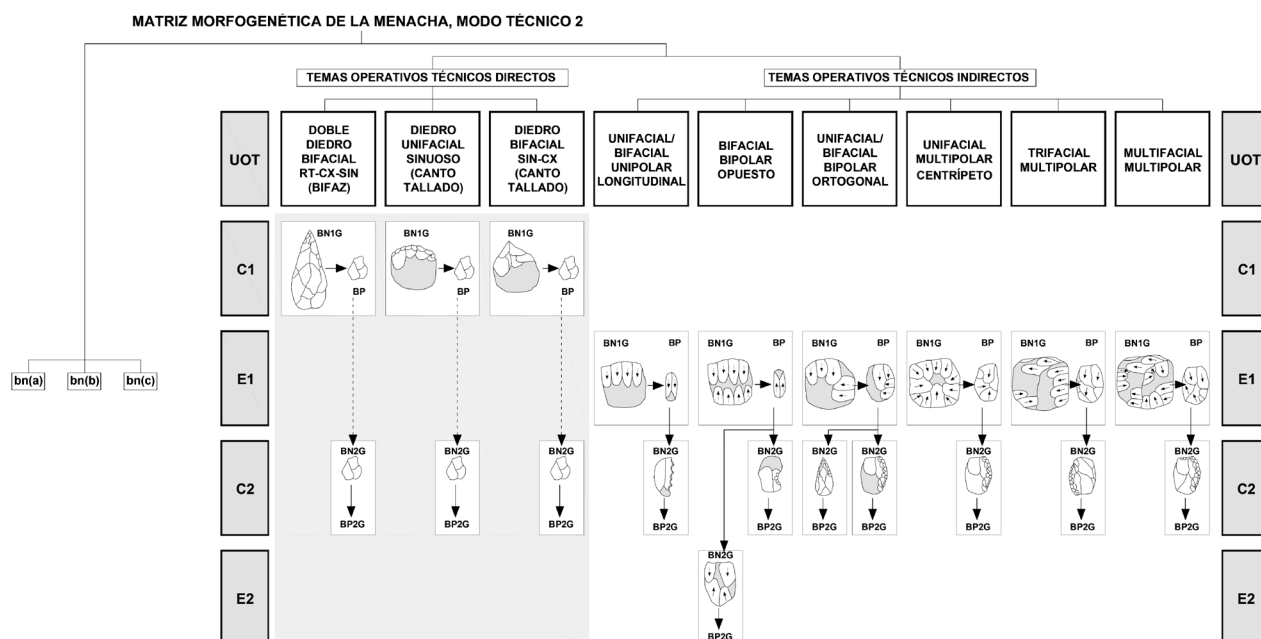 MATRIZ MORFOGENÉTICA DE LA MENACHA, MODO TÉCNICO 2
TEMAS OPERATIVOS TÉCNICOS DIRECTOS
TEMAS OPERATIVOS TÉCNICOS INDIRECTOS
UOT
DOBLE
DIEDRO
BIFACIAL
RT-CX-SIN
(BIFAZ)
DIEDRO
UNIFACIAL
SINUOSO
(CANTO
TALLADO)
DIEDRO
BIFACIAL
SIN-CX
(CANTO
TALLADO)
UNIFACIAL/
BIFACIAL
UNIPOLAR
LONGITUDINAL
BIFACIAL
BIPOLAR
OPUESTO
UNIFACIAL/
BIFACIAL
BIPOLAR
ORTOGONAL
UNIFACIAL
MULTIPOLAR
CENTRÍPETO
TRIFACIAL
MULTIPOLAR
MULTIFACIAL
MULTIPOLAR
UOT
C1
BN1G
BP
BN1G
BP
BN1G
BP
C1
E1
BN1G BP
BN1G BP
BN1G BP
BN1G BP
BN1G BP
BN1G BP
E1
bn(a)
bn(b)
bn(c)
C2
BN2G
BP2G
BN2G
BP2G
BN2G
BP2G
BN2G
BP2G
BN2G
BP2G
BN2G
BP2G
BN2G
BP2G
BN2G
BP2G
BN2G
BP2G
BN2G
BP2G
C2
E2
BN2G
BP2G
E2